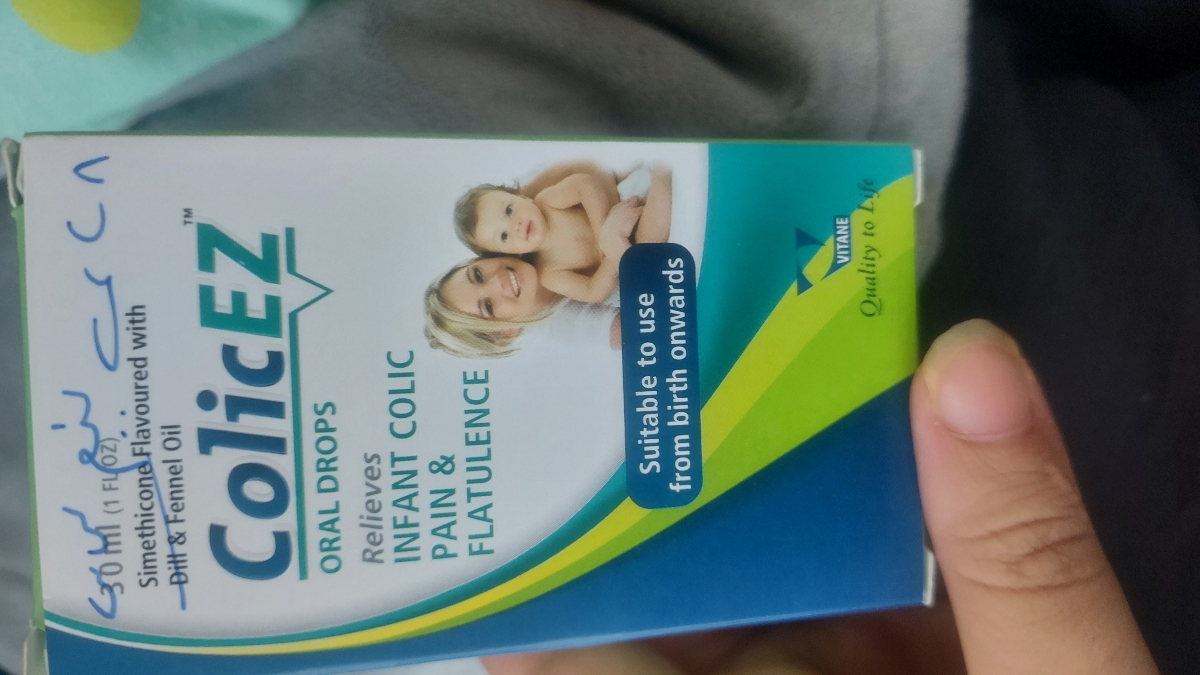 30 ml (1 FL OZ)
Simethicone Flavoured with
Dill & Fennel Oil
ColicEZ™
ORAL DROPS
Relieves
INFANT COLIC
PAIN &
FLATULENCE
Suitable to use
from birth onwards
VITANE
Quality to Life